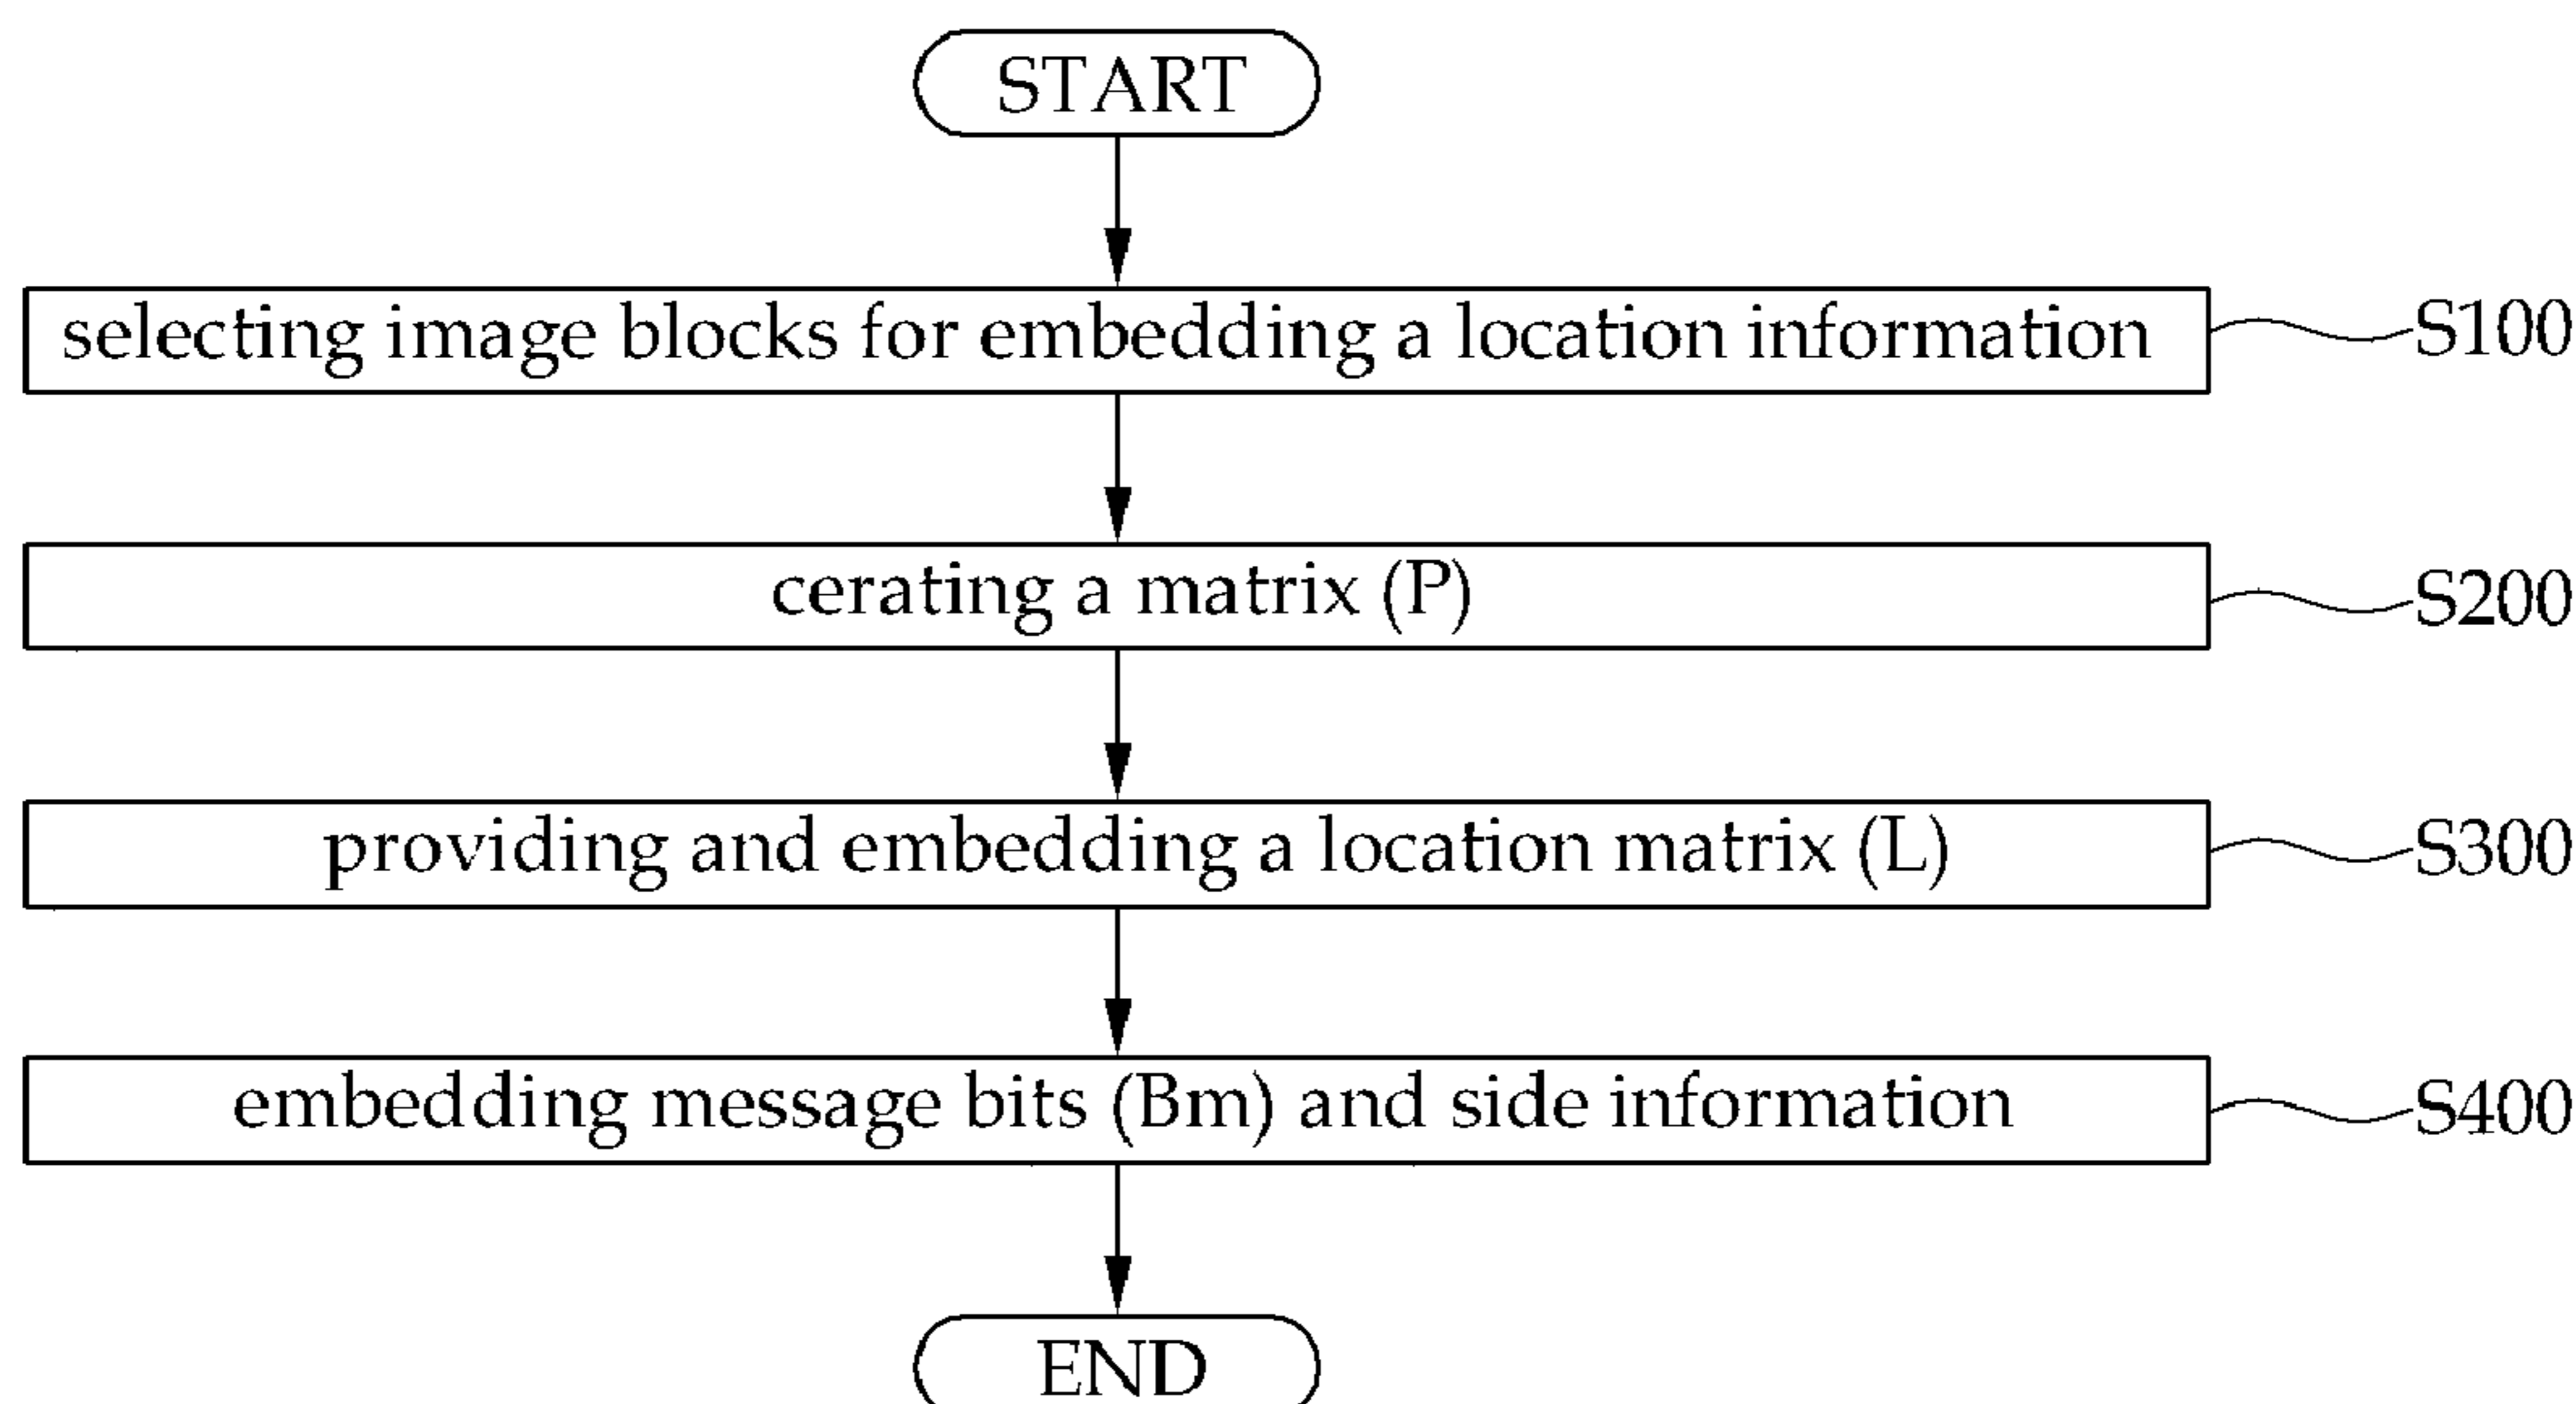 START
selecting image blocks for embedding a location information S100
cerating a matrix (P) S200
providing and embedding a location matrix (L) S300
embedding message bits (Bm) and side information S400
END